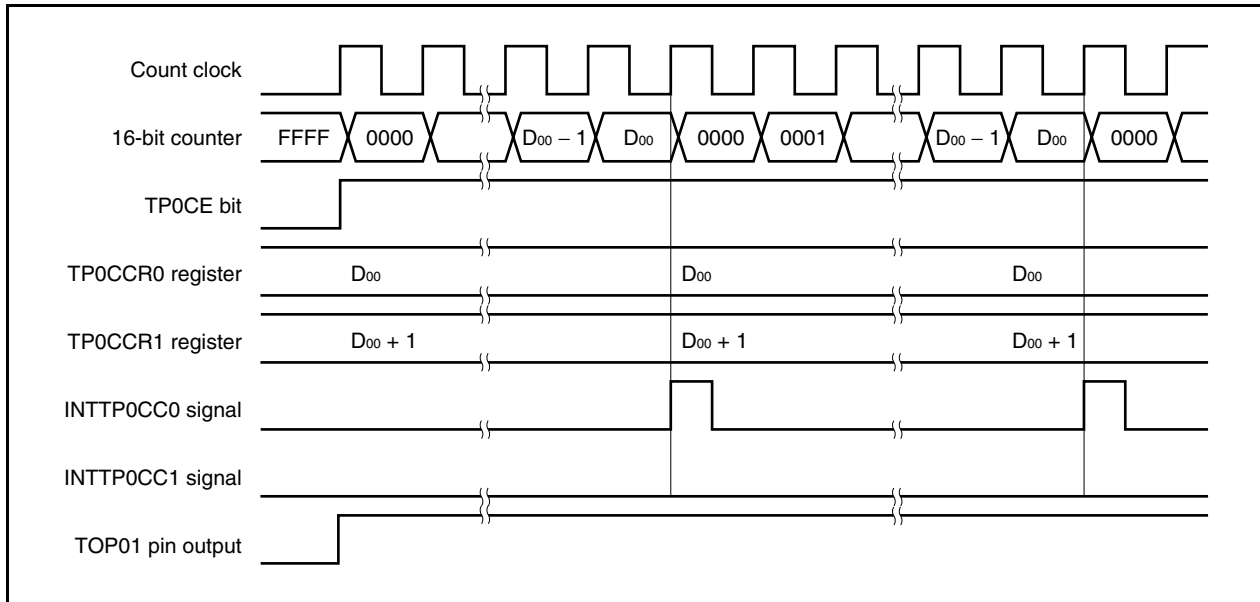 Count clock
16-bit counter FFFF 0000 D00 − 1 D00 0000 0001 D00 − 1 D00 0000
TP0CE bit
TP0CCR0 register D00 D00 D00
TP0CCR1 register D00 + 1 D00 + 1 D00 + 1
INTTP0CC0 signal
INTTP0CC1 signal
TOP01 pin output